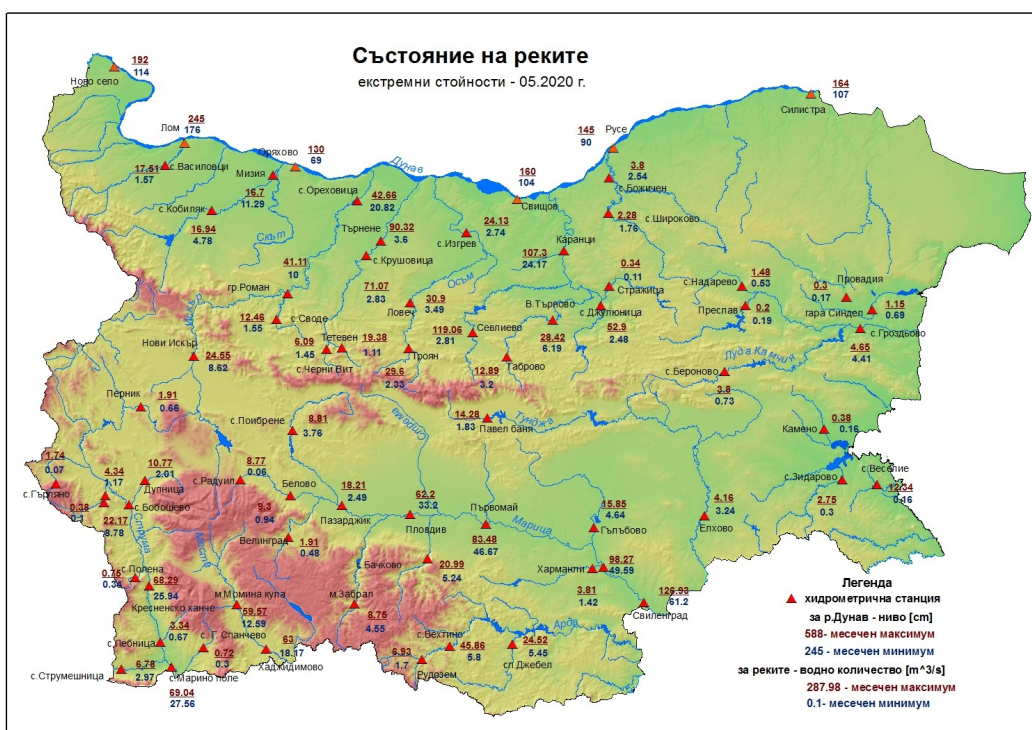 Състояние на реките
екстремни стойности - 05.2020 г.
192
114
Ново село
164
107
Силистра
245
176
Лом
145
90
Русе
130
69
Оряхово
Дунав
17.51
1.57
с.Василовци
Мизия
16.7
11.29
с.Ореховица
42.66
20.82
160
104
Свищов
3.8
2.54
с.Божичен
с.Кобиляк
16.94
4.78
Скът
Търнене
90.32
3.6
24.13
2.74
с.Изгрев
2.28
1.76
с.Широково
с.Крушовица
Каранци
107.3
24.17
41.11
10
гр.Роман
71.07
2.83
Осъм
0.34
0.11
Стражица
с.Надарево
1.48
0.53
Провадия
0.3
0.17
Искър
12.46
1.55
с.Своде
Ловеч
30.9
3.49
В.Търново
с.Джулюница
Преслав
0.2
0.19
гара Синдел
1.15
0.69
с.Гроздьово
4.65
4.41
Нови Искър
24.55
8.62
6.09
1.45
Тетевен
19.38
1.11
с.Черни Вит
Троян
29.6
2.33
119.06
2.81
Севлиево
28.42
6.19
52.9
2.48
Габрово
12.89
3.2
Луда Камчия
с.Бероново
3.8
0.73
Перник
1.91
0.66
с.Поибрене
8.81
3.76
14.28
1.83
Павел баня
Тунджа
Камено
0.38
0.16
1.74
0.07
с.Гърляно
4.34
1.17
10.77
2.01
Дупница
с.Радуил
8.77
0.06
Белово
9.3
0.94
18.21
2.49
Пазарджик
62.2
33.2
Пловдив
Първомай
83.48
46.67
Марица
15.85
4.64
Гълъбово
4.16
3.24
Елхово
с.Зидарово
2.75
0.3
с.Веселие
12.34
0.16
0.38
0.1
с.Бобошево
22.17
8.78
Струма
Места
Велинград
1.91
0.48
с.Бачково
20.99
5.24
Харманли
98.27
49.59
3.81
1.42
126.98
61.2
Свиленград
с.Полена
0.75
0.34
68.29
25.94
Кресненско ханче
м.Момина кула
59.57
12.59
м.Забрал
8.75
4.55
с.Вехтино
45.86
5.8
Арда
24.52
5.45
сп.Джебел
6.93
1.7
Рудозем
3.34
0.67
с.Лебница
с. Г. Спанчево
0.72
0.3
63
18.17
Хаджидимово
6.78
2.97
с.Струмешница
с.Марино поле
69.04
27.56
Легенда
хидрометрична станция
за р.Дунав - ниво [cm]
588- месечен максимум
245 - месечен минимум
за реките - водно количество [m^3/s]
287.98 - месечен максимум
0.1- месечен минимум